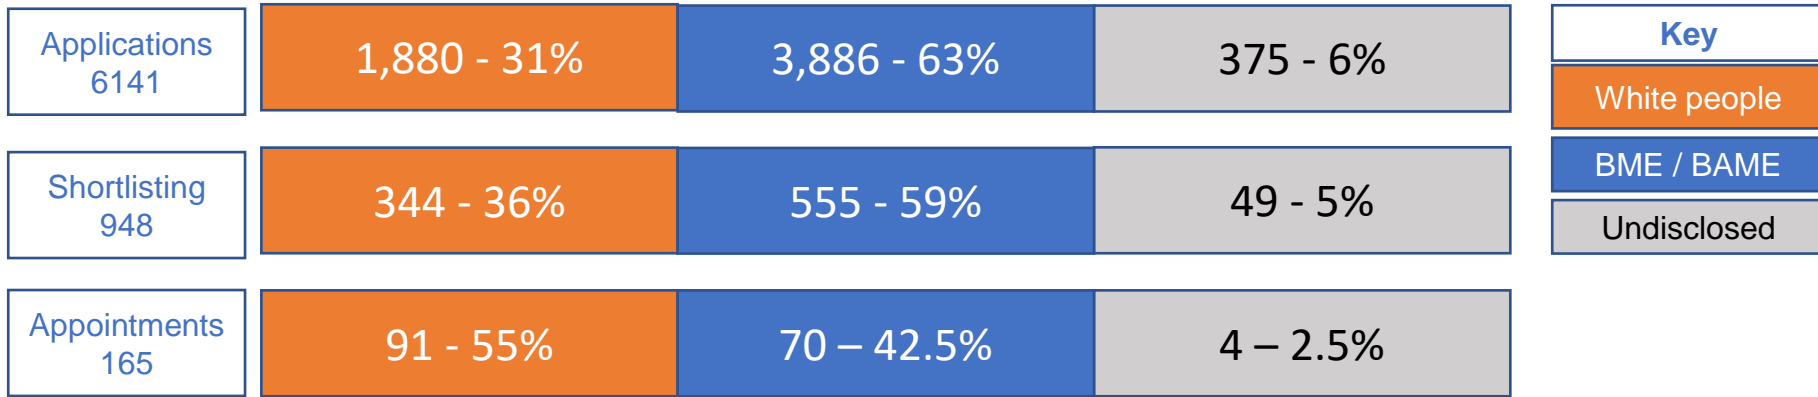 Applications
6141
1,880 - 31%
3,886 - 63%
375 - 6%
Key
White people
BME / BAME
Undisclosed
Shortlisting
948
344 - 36%
555 - 59%
49 - 5%
Appointments
165
91 - 55%
70 – 42.5%
4 – 2.5%